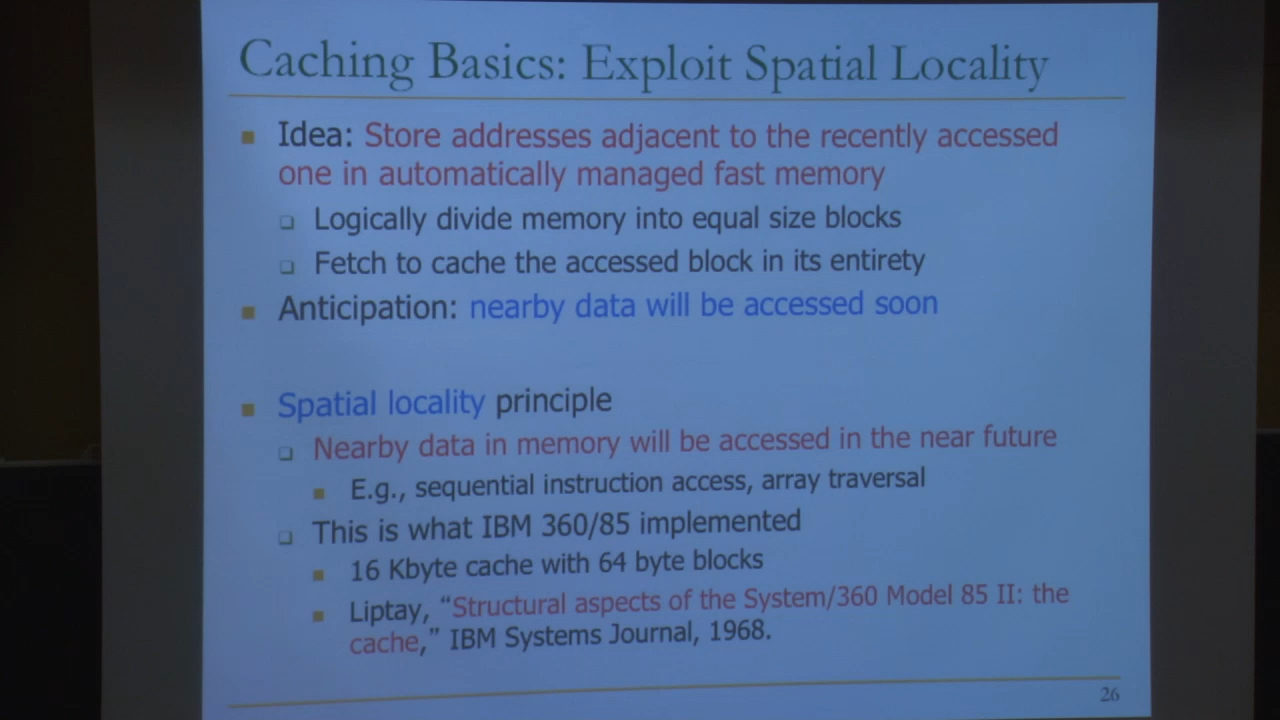 Caching Basics: Exploit Spatial Locality
Idea: Store addresses adjacent to the recently accessed
one in automatically managed fast memory
Logically divide memory into equal size blocks
Fetch to cache the accessed block in its entirety
Anticipation: nearby data will be accessed soon
Spatial locality principle
Nearby data in memory will be accessed in the near future
E.g., sequential instruction access, array traversal
This is what IBM 360/85 implemented
16 Kbyte cache with 64 byte blocks
Liptay, “Structural aspects of the System/360 Model 85 II: the
cache,” IBM Systems Journal, 1968.
26